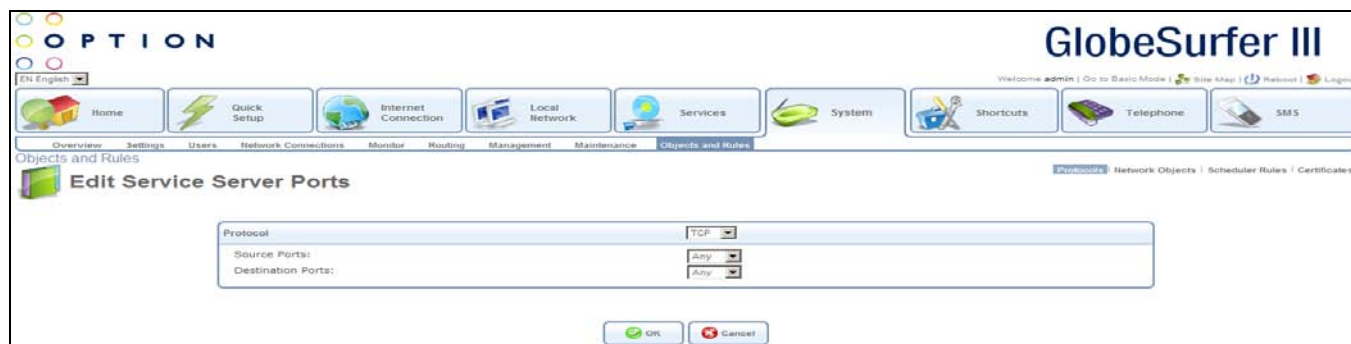 OPTION
GlobeSurfer III
EN English
Welcome admin | Go to Basic Mode | Site Map | Reboot | Logou
Home
Quick Setup
Internet Connection
Local Network
Services
System
Shortcuts
Telephone
SMS
Overview Settings Users Network Connections Monitor Routing Management Maintenance Objects and Rules
Objects and Rules
Protocols | Network Objects | Scheduler Rules | Certificates
Edit Service Server Ports
Protocol TCP
Source Ports: Any
Destination Ports: Any
OK Cancel